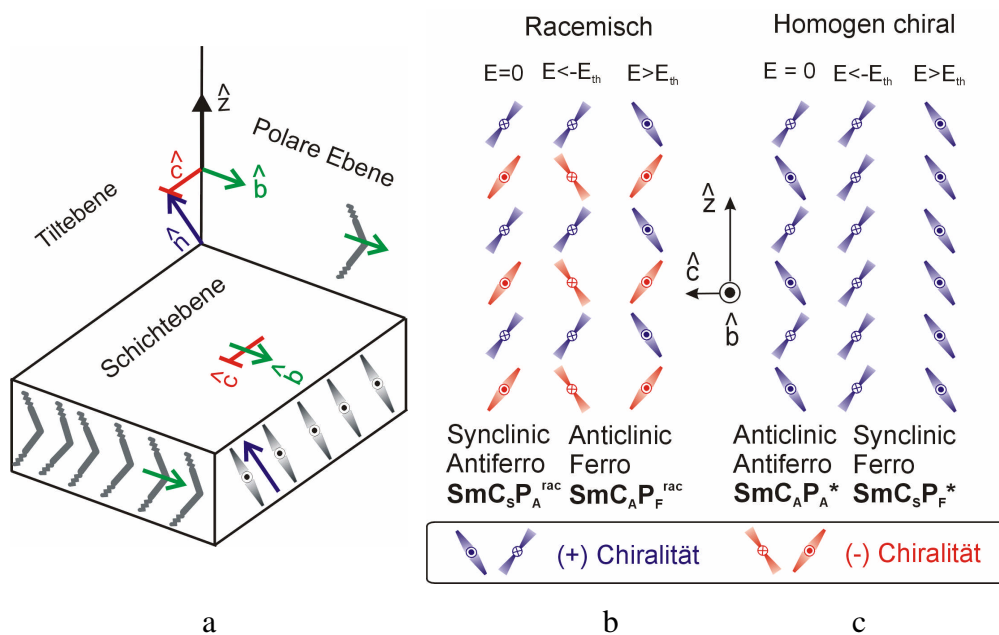 ẑ
Polare Ebene
ĉ
b̂
Tiltebene
n̂
Schichtebene
ĉ
b̂
Racemisch
E=0 E<-Eth E>Eth
Synclinic Anticlinic
Antiferro Ferro
SmCSPArac SmCAPFrac
ẑ
ĉ
b̂
Homogen chiral
E = 0 E<-Eth E>Eth
Anticlinic Synclinic
Antiferro Ferro
SmCAPA* SmCSPF*
(+) Chiralität (-) Chiralität
a b c